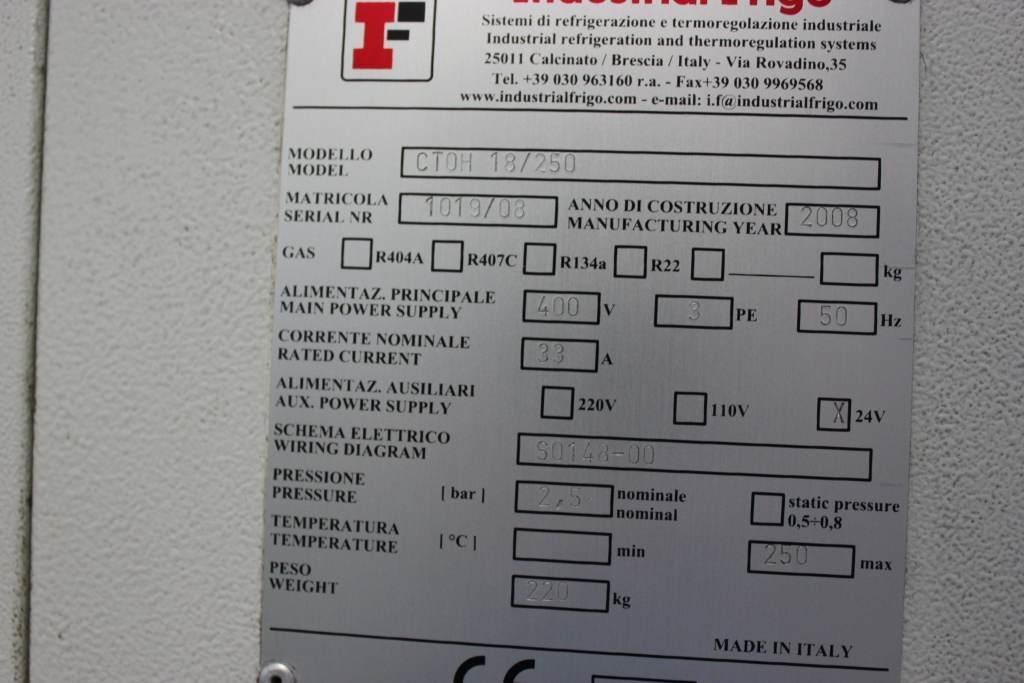 Industrial Frigo
Sistemi di refrigerazione e termoregolazione industriale
Industrial refrigeration and thermoregulation systems
25011 Calcinato / Brescia / Italy - Via Rovadino,35
Tel. +39 030 963160 r.a. - Fax+39 030 9969568
www.industrialfrigo.com - e-mail: i.f@industrialfrigo.com
MODELLO
MODEL CTOH 18/250
MATRICOLA
SERIAL NR 1019/08
ANNO DI COSTRUZIONE
MANUFACTURING YEAR 2008
GAS R404A R407C R134a R22 kg
ALIMENTAZ. PRINCIPALE
MAIN POWER SUPPLY 400 V 3 PE 50 Hz
CORRENTE NOMINALE
RATED CURRENT 33 A
ALIMENTAZ. AUSILIARI
AUX. POWER SUPPLY 220V 110V X 24V
SCHEMA ELETTRICO
WIRING DIAGRAM S0148-00
PRESSIONE
PRESSURE [ bar ] 2,5 nominale
nominal
static pressure
0,5÷0,8
TEMPERATURA
TEMPERATURE [ °C ] min 250 max
PESO
WEIGHT 220 kg
MADE IN ITALY
CE